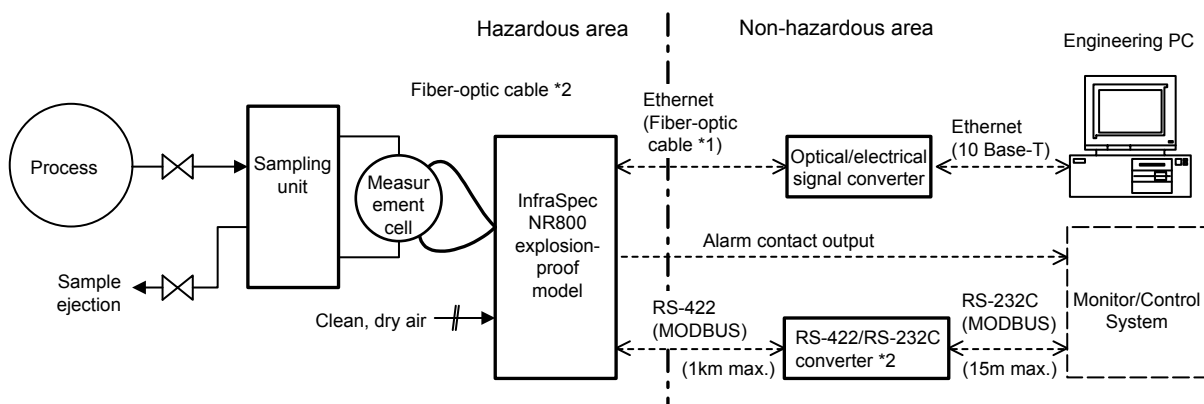 Hazardous area
Non-hazardous area
Engineering PC
Fiber-optic cable *2
Ethernet
(Fiber-optic
cable *1)
Ethernet
(10 Base-T)
Process
Sampling
unit
Measur
ement
cell
InfraSpec
NR800
explosion-
proof
model
Optical/electrical
signal converter
Alarm contact output
Sample
ejection
Clean, dry air
RS-422
(MODBUS)
(1km max.)
RS-422/RS-232C
converter *2
RS-232C
(MODBUS)
(15m max.)
Monitor/Control
System